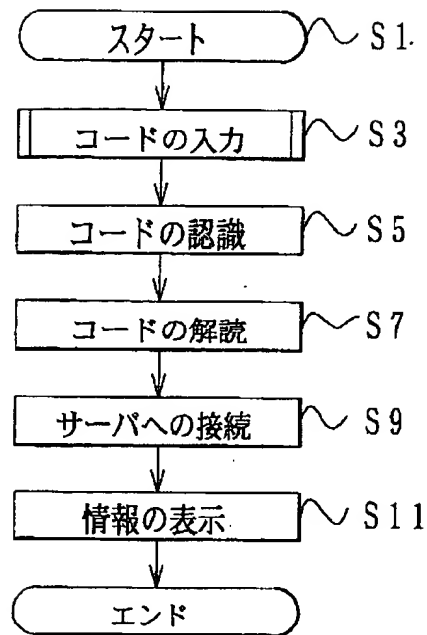 スタート S1.
コードの入力 S3
コードの認識 S5
コードの解読 S7
サーバへの接続 S9
情報の表示 S11
エンド